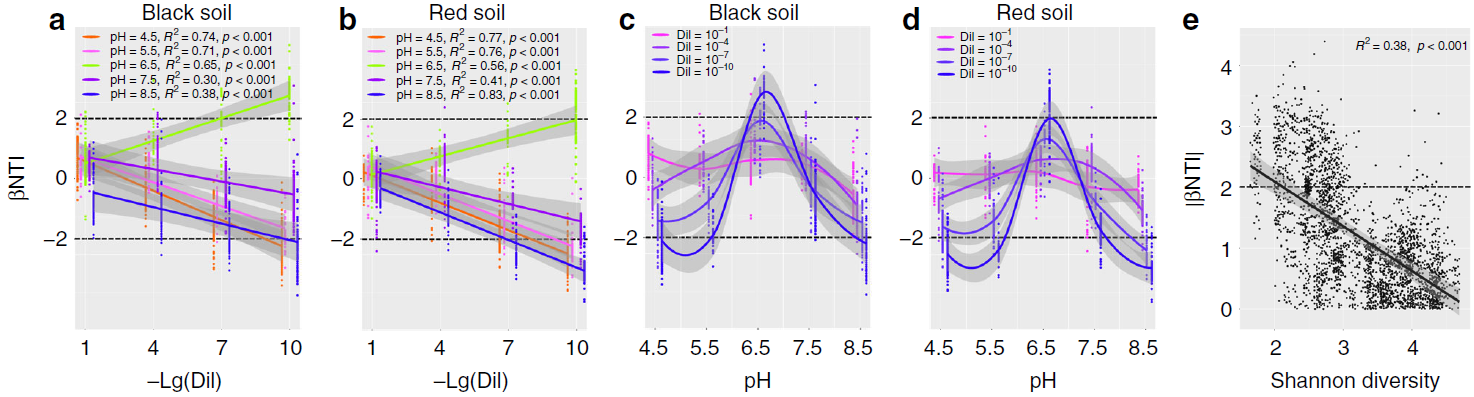 a Black soil
pH = 4.5, R² = 0.74, p < 0.001
pH = 5.5, R² = 0.71, p < 0.001
pH = 6.5, R² = 0.65, p < 0.001
pH = 7.5, R² = 0.30, p < 0.001
pH = 8.5, R² = 0.38, p < 0.001
βNTI
2
0
−2
1 4 7 10
−Lg(Dil)
b Red soil
pH = 4.5, R² = 0.77, p < 0.001
pH = 5.5, R² = 0.76, p < 0.001
pH = 6.5, R² = 0.56, p < 0.001
pH = 7.5, R² = 0.41, p < 0.001
pH = 8.5, R² = 0.83, p < 0.001
2
0
−2
1 4 7 10
−Lg(Dil)
c Black soil
Dil = 10⁻¹
Dil = 10⁻⁴
Dil = 10⁻⁷
Dil = 10⁻¹⁰
2
0
−2
4.5 5.5 6.5 7.5 8.5
pH
d Red soil
Dil = 10⁻¹
Dil = 10⁻⁴
Dil = 10⁻⁷
Dil = 10⁻¹⁰
2
0
−2
4.5 5.5 6.5 7.5 8.5
pH
e
R² = 0.38, p < 0.001
|βNTI|
4
3
2
1
0
2 3 4
Shannon diversity